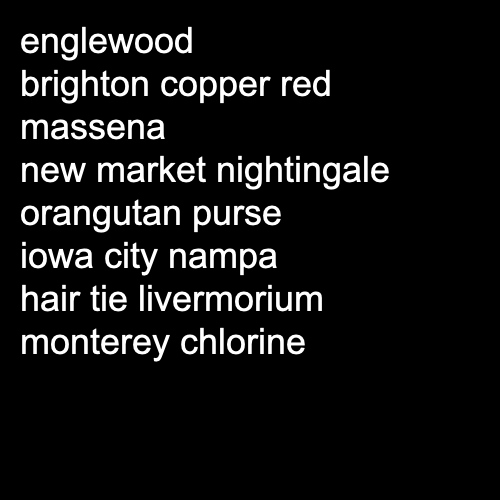 englewood
brighton copper red
massena
new market nightingale
orangutan purse
iowa city nampa
hair tie livermorium
monterey chlorine